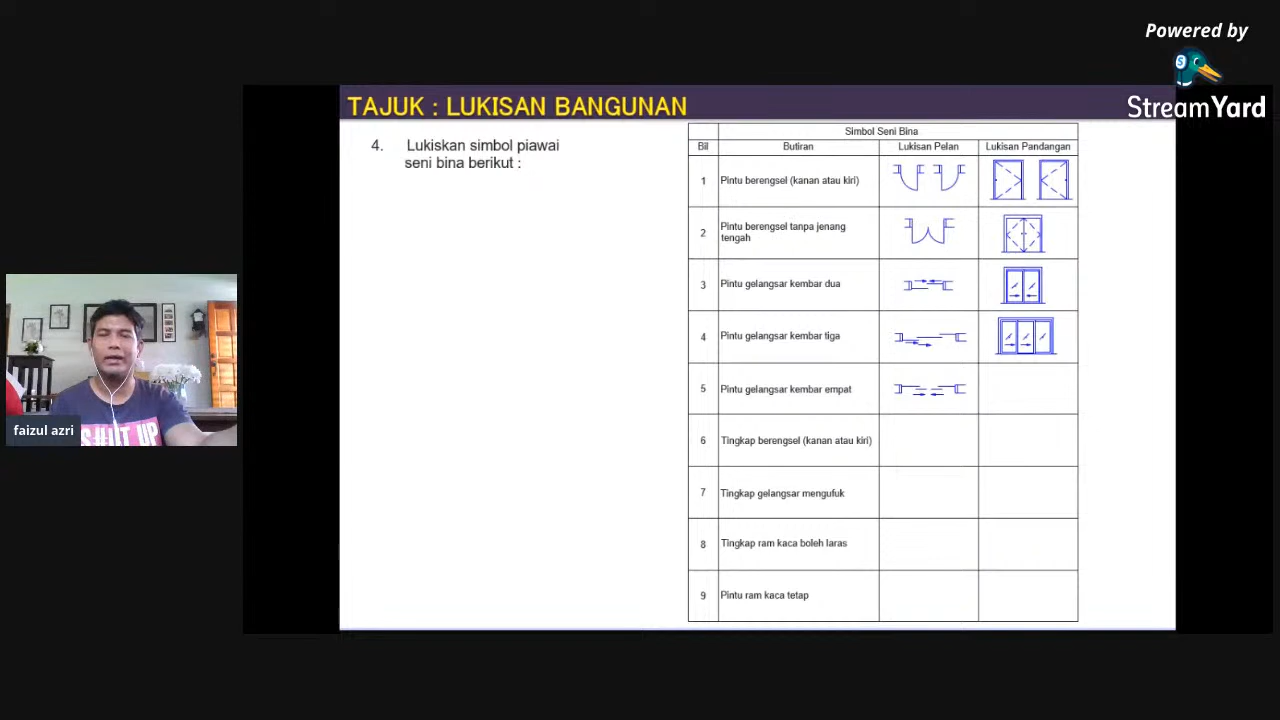 Powered by
StreamYard
TAJUK : LUKISAN BANGUNAN
4. Lukiskan simbol piawai
seni bina berikut :
Simbol Seni Bina
Bil Butiran Lukisan Pelan Lukisan Pandangan
1 Pintu berengsel (kanan atau kiri)
2 Pintu berengsel tanpa jenang
tengah
3 Pintu gelangsar kembar dua
4 Pintu gelangsar kembar tiga
5 Pintu gelangsar kembar empat
6 Tingkap berengsel (kanan atau kiri)
7 Tingkap gelangsar mengufuk
8 Tingkap ram kaca boleh laras
9 Pintu ram kaca tetap
faizul azri
UP